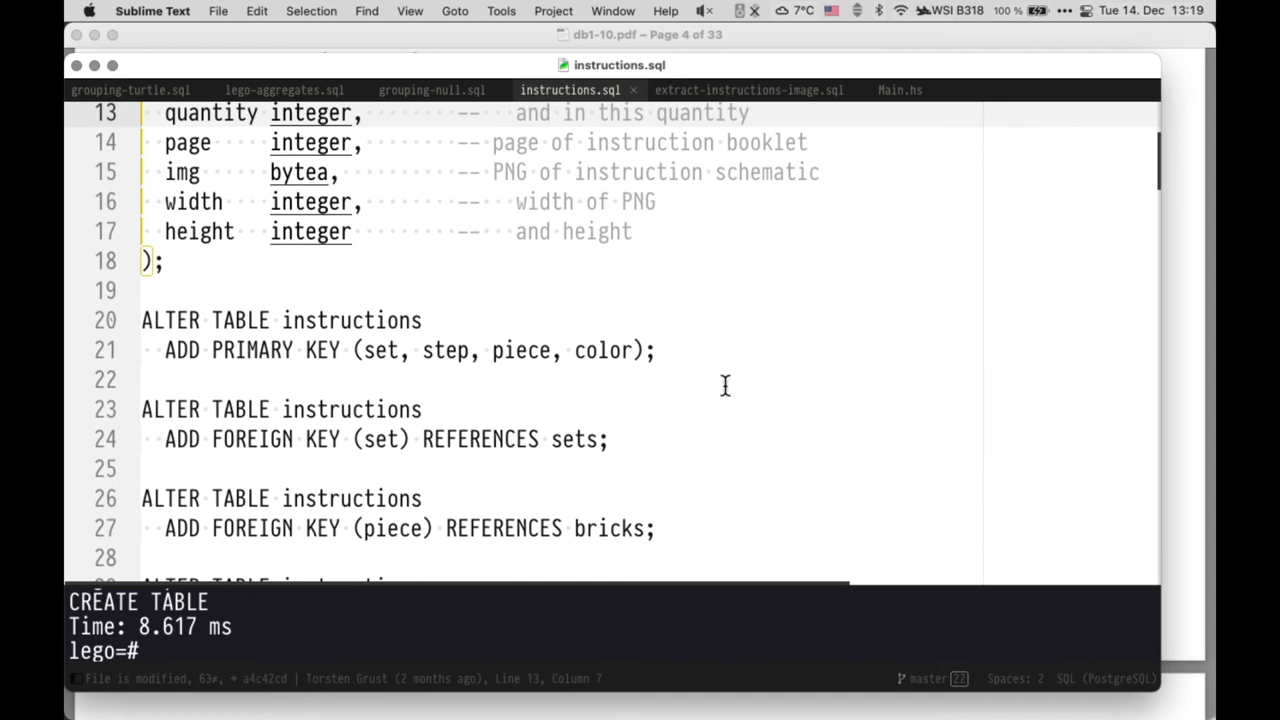 Sublime Text File Edit Selection Find View Goto Tools Project Window Help 7°C WSI B318 100 % Tue 14. Dec 13:19
db1-10.pdf – Page 4 of 33
instructions.sql
grouping-turtle.sql lego-aggregates.sql grouping-null.sql instructions.sql × extract-instructions-image.sql Main.hs
13 quantity integer, -- and in this quantity
14 page integer, -- page of instruction booklet
15 img bytea, -- PNG of instruction schematic
16 width integer, -- width of PNG
17 height integer -- and height
18 );
19
20 ALTER TABLE instructions
21 ADD PRIMARY KEY (set, step, piece, color);
22
23 ALTER TABLE instructions
24 ADD FOREIGN KEY (set) REFERENCES sets;
25
26 ALTER TABLE instructions
27 ADD FOREIGN KEY (piece) REFERENCES bricks;
28
CREATE TABLE
Time: 8.617 ms
lego=#
File is modified, 63≠, + a4c42cd | Torsten Grust (2 months ago), Line 13, Column 7 master 22 Spaces: 2 SQL (PostgreSQL)